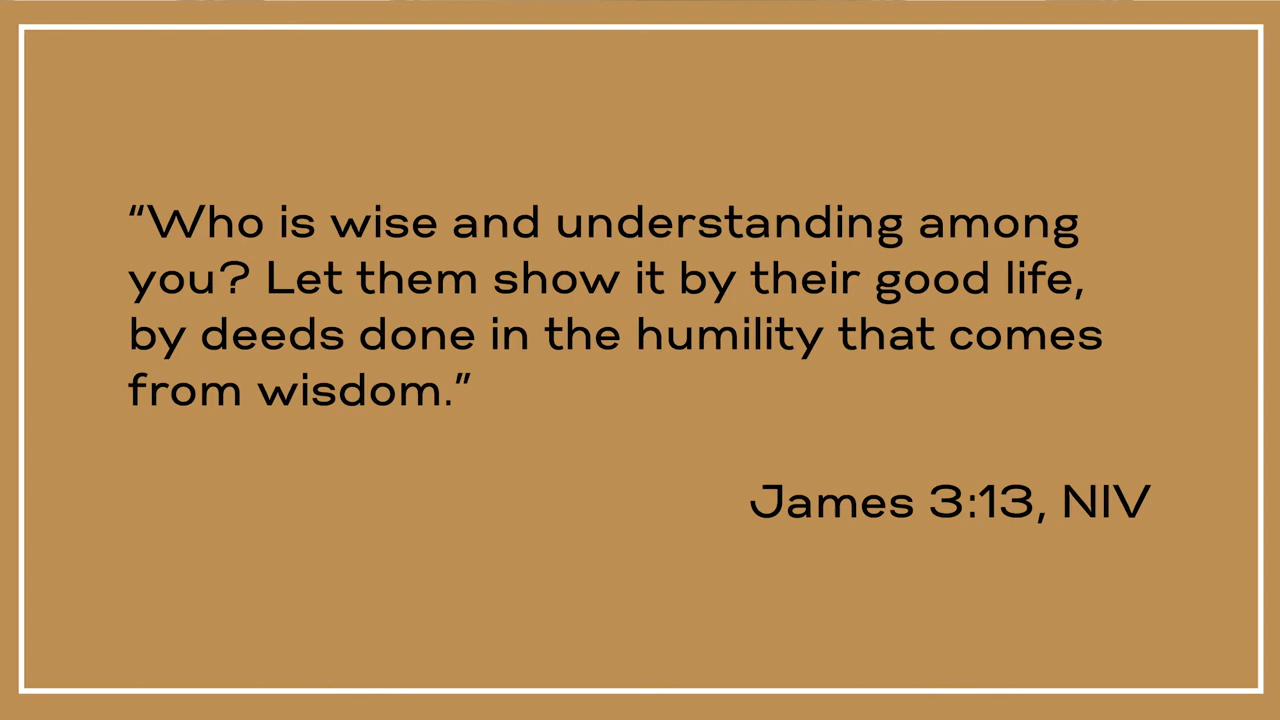 “Who is wise and understanding among
you? Let them show it by their good life,
by deeds done in the humility that comes
from wisdom.”
James 3:13, NIV